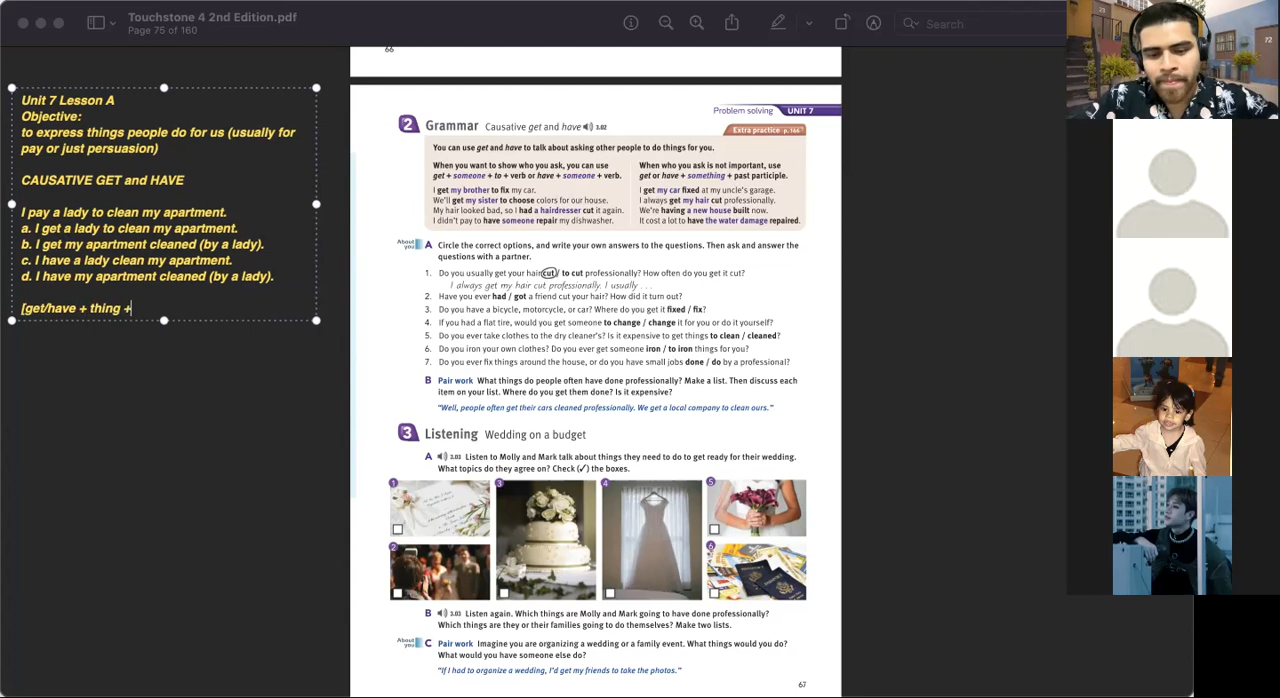 Touchstone 4 2nd Edition.pdf
Page 75 of 160
Search
72
66
Unit 7 Lesson A
Objective:
to express things people do for us (usually for
pay or just persuasion)
CAUSATIVE GET and HAVE
I pay a lady to clean my apartment.
a. I get a lady to clean my apartment.
b. I get my apartment cleaned (by a lady).
c. I have a lady clean my apartment.
d. I have my apartment cleaned (by a lady).
[get/have + thing +
Problem solving UNIT 7
2 Grammar Causative get and have 3.02
Extra practice p. 146
You can use get and have to talk about asking other people to do things for you.
When you want to show who you ask, you can use
get + someone + to + verb or have + someone + verb.
I get my brother to fix my car.
We'll get my sister to choose colors for our house.
My hair looked bad, so I had a hairdresser cut it again.
I didn't pay to have someone repair my dishwasher.
When who you ask is not important, use
get or have + something + past participle.
I get my car fixed at my uncle's garage.
I always get my hair cut professionally.
We're having a new house built now.
It cost a lot to have the water damage repaired.
About you A Circle the correct options, and write your own answers to the questions. Then ask and answer the
questions with a partner.
1. Do you usually get your hair cut / to cut professionally? How often do you get it cut?
I always get my hair cut professionally. I usually . . .
2. Have you ever had / got a friend cut your hair? How did it turn out?
3. Do you have a bicycle, motorcycle, or car? Where do you get it fixed / fix?
4. If you had a flat tire, would you get someone to change / change it for you or do it yourself?
5. Do you ever take clothes to the dry cleaner's? Is it expensive to get things to clean / cleaned?
6. Do you iron your own clothes? Do you ever get someone iron / to iron things for you?
7. Do you ever fix things around the house, or do you have small jobs done / do by a professional?
B Pair work What things do people often have done professionally? Make a list. Then discuss each
item on your list. Where do you get them done? Is it expensive?
"Well, people often get their cars cleaned professionally. We get a local company to clean ours."
3 Listening Wedding on a budget
A 3.03 Listen to Molly and Mark talk about things they need to do to get ready for their wedding.
What topics do they agree on? Check (✓) the boxes.
1
2
3
4
5
6
B 3.03 Listen again. Which things are Molly and Mark going to have done professionally?
Which things are they or their families going to do themselves? Make two lists.
About you C Pair work Imagine you are organizing a wedding or a family event. What things would you do?
What would you have someone else do?
"If I had to organize a wedding, I'd get my friends to take the photos."
67